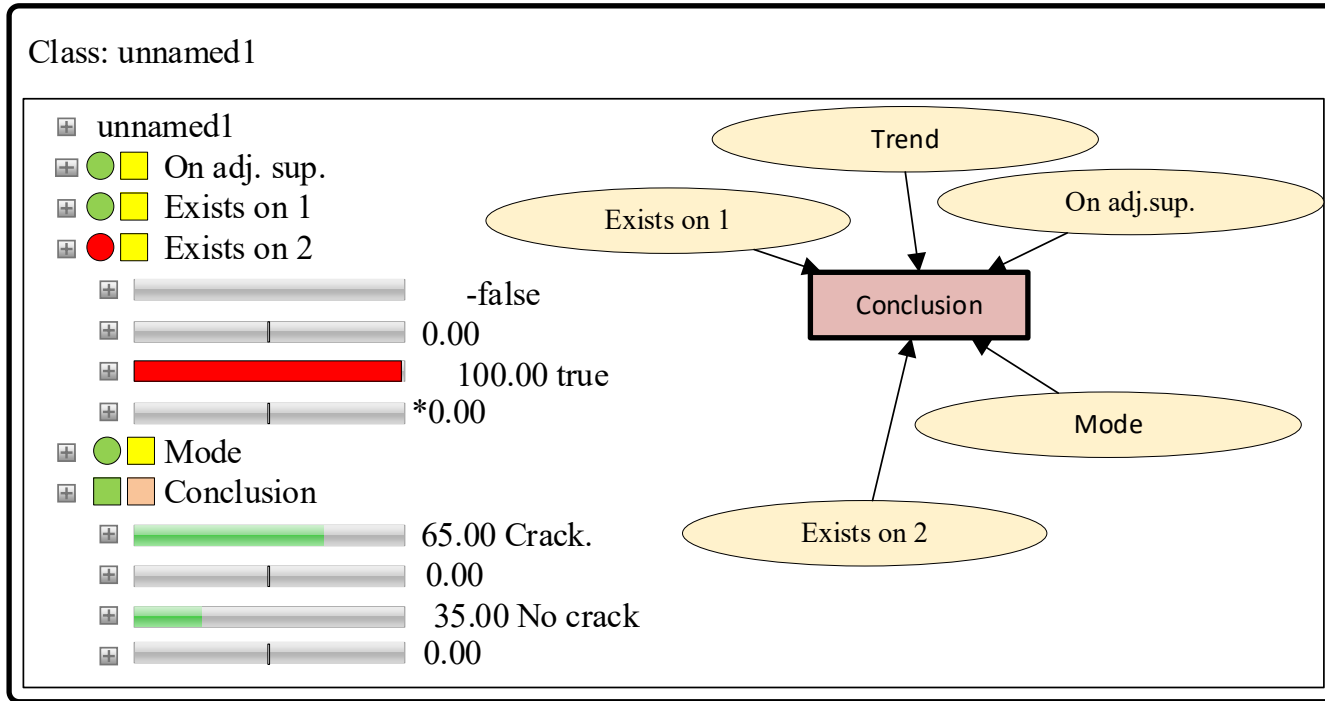 Class: unnamed1
unnamed1
On adj. sup.
Exists on 1
Exists on 2
-false
0.00
100.00 true
*0.00
Mode
Conclusion
65.00 Crack.
0.00
35.00 No crack
0.00
Trend
On adj.sup.
Exists on 1
Conclusion
Mode
Exists on 2